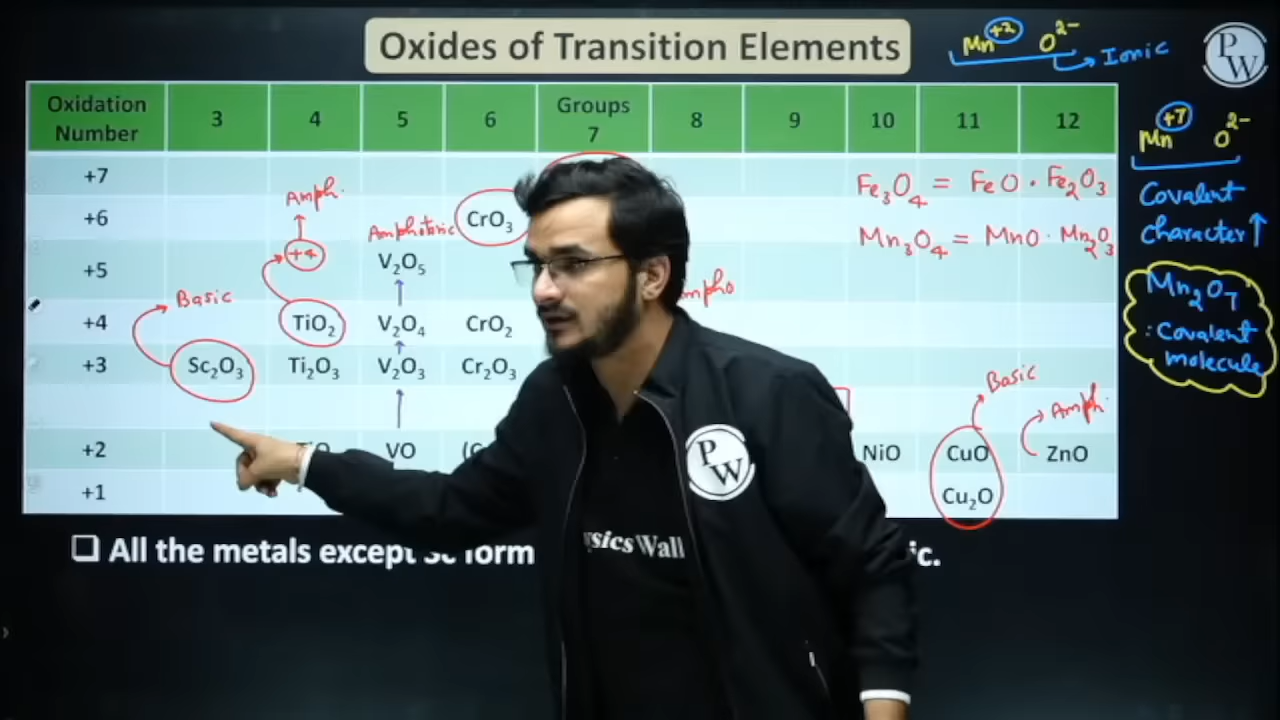 Oxides of Transition Elements
Mn+2 O2−
Ionic
P
W
Oxidation Number 3 4 5 6 Groups 7 8 9 10 11 12
+7
+6 CrO3
+5 V2O5
+4 TiO2 V2O4 CrO2
+3 Sc2O3 Ti2O3 V2O3 Cr2O3
+2 VO NiO CuO ZnO
+1 Cu2O
Amph.
+4
Amphoteric
Basic
Fe3O4 = FeO · Fe2O3
Mn3O4 = MnO · Mn2O3
Basic
Amph.
Mn+7 O2−
Covalent
character↑
Mn2O7
: Covalent
molecule
P
W
All the metals except Sc form